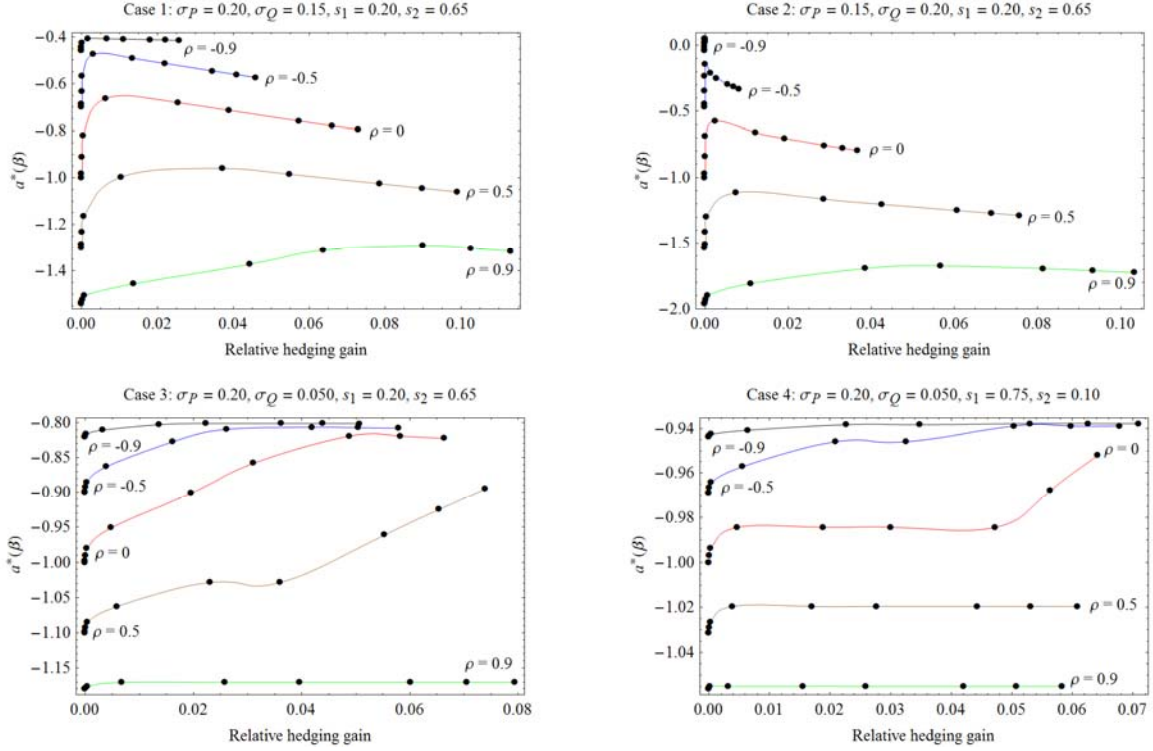 Case 1: σP = 0.20, σQ = 0.15, s1 = 0.20, s2 = 0.65
−0.4
−0.6
−0.8
−1.0
−1.2
−1.4
a*(β)
ρ = -0.9
ρ = -0.5
ρ = 0
ρ = 0.5
ρ = 0.9
0.00 0.02 0.04 0.06 0.08 0.10
Relative hedging gain
Case 2: σP = 0.15, σQ = 0.20, s1 = 0.20, s2 = 0.65
0.0
−0.5
−1.0
−1.5
−2.0
a*(β)
ρ = -0.9
ρ = -0.5
ρ = 0
ρ = 0.5
ρ = 0.9
0.00 0.02 0.04 0.06 0.08 0.10
Relative hedging gain
Case 3: σP = 0.20, σQ = 0.050, s1 = 0.20, s2 = 0.65
−0.80
−0.85
−0.90
−0.95
−1.00
−1.05
−1.10
−1.15
a*(β)
ρ = -0.9
ρ = -0.5
ρ = 0
ρ = 0.5
ρ = 0.9
0.00 0.02 0.04 0.06 0.08
Relative hedging gain
Case 4: σP = 0.20, σQ = 0.050, s1 = 0.75, s2 = 0.10
−0.94
−0.96
−0.98
−1.00
−1.02
−1.04
a*(β)
ρ = -0.9
ρ = 0
ρ = -0.5
ρ = 0.5
ρ = 0.9
0.00 0.01 0.02 0.03 0.04 0.05 0.06 0.07
Relative hedging gain